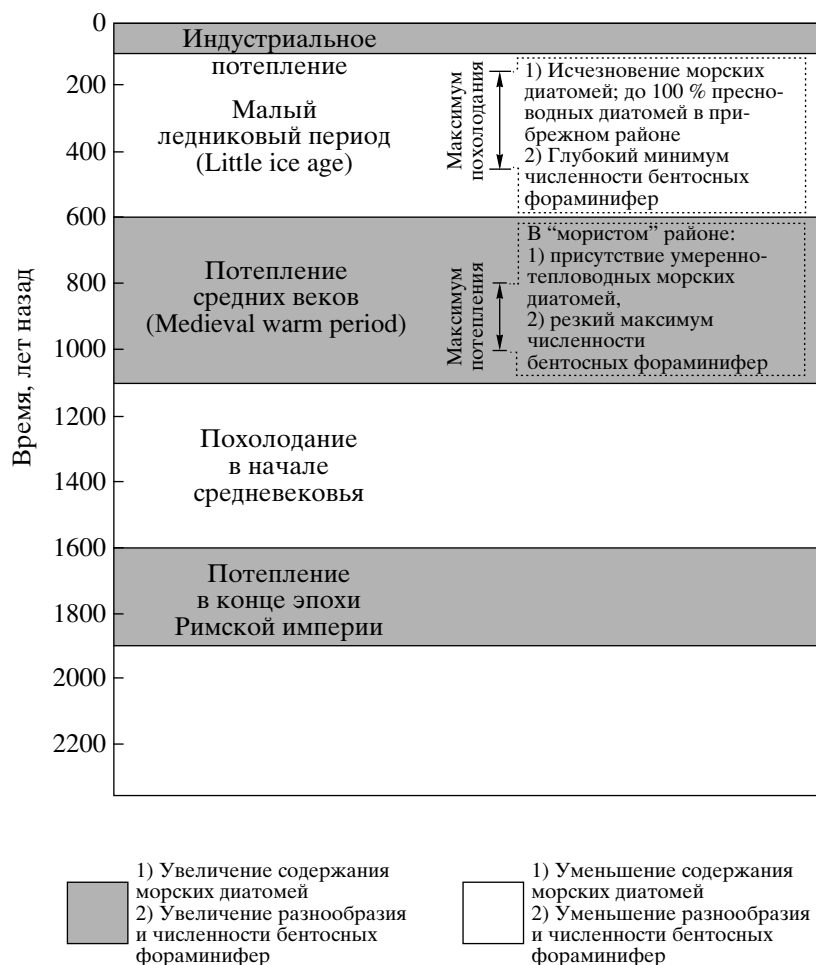 0
200
400
600
800
1000
1200
1400
1600
1800
2000
2200
Время, лет назад
Индустриальное
потепление
Малый
ледниковый период
(Little ice age)
Максимум
похолодания
1) Исчезновение морских
диатомей; до 100 % пресно-
водных диатомей в при-
брежном районе
2) Глубокий минимум
численности бентосных
фораминифер
Потепление
средних веков
(Medieval warm period)
Максимум
потепления
В “мористом” районе:
1) присутствие умеренно-
тепловодных морских
диатомей,
2) резкий максимум
численности
бентосных фораминифер
Похолодание
в начале
средневековья
Потепление
в конце эпохи
Римской империи
1) Увеличение содержания
морских диатомей
2) Увеличение разнообразия
и численности бентосных
фораминифер
1) Уменьшение содержания
морских диатомей
2) Уменьшение разнообразия
и численности бентосных
фораминифер